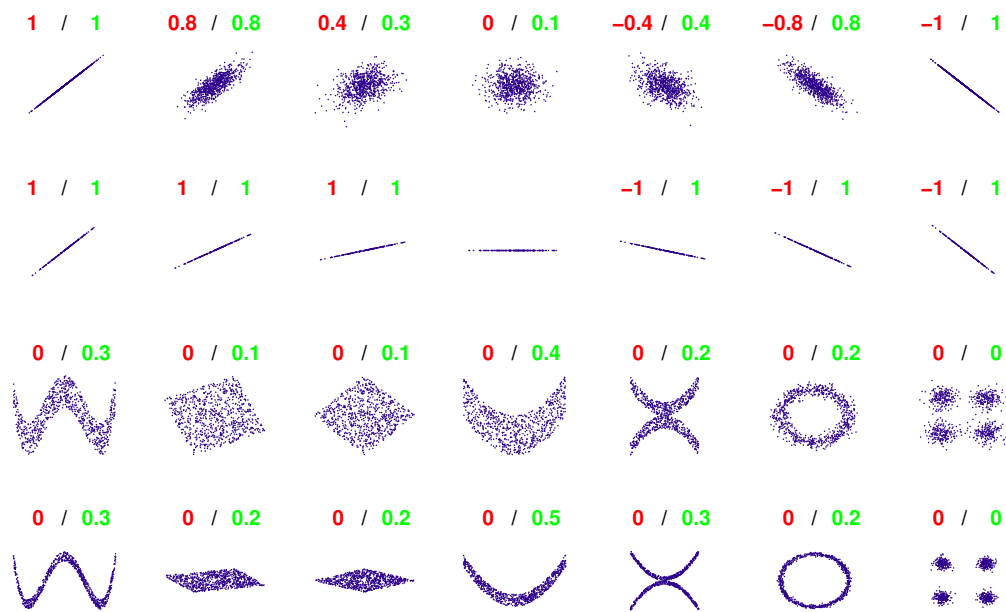 1 / 1 0.8 / 0.8 0.4 / 0.3 0 / 0.1 −0.4 / 0.4 −0.8 / 0.8 −1 / 1
1 / 1 1 / 1 1 / 1 −1 / 1 −1 / 1 −1 / 1
0 / 0.3 0 / 0.1 0 / 0.1 0 / 0.4 0 / 0.2 0 / 0.2 0 / 0
0 / 0.3 0 / 0.2 0 / 0.2 0 / 0.5 0 / 0.3 0 / 0.2 0 / 0